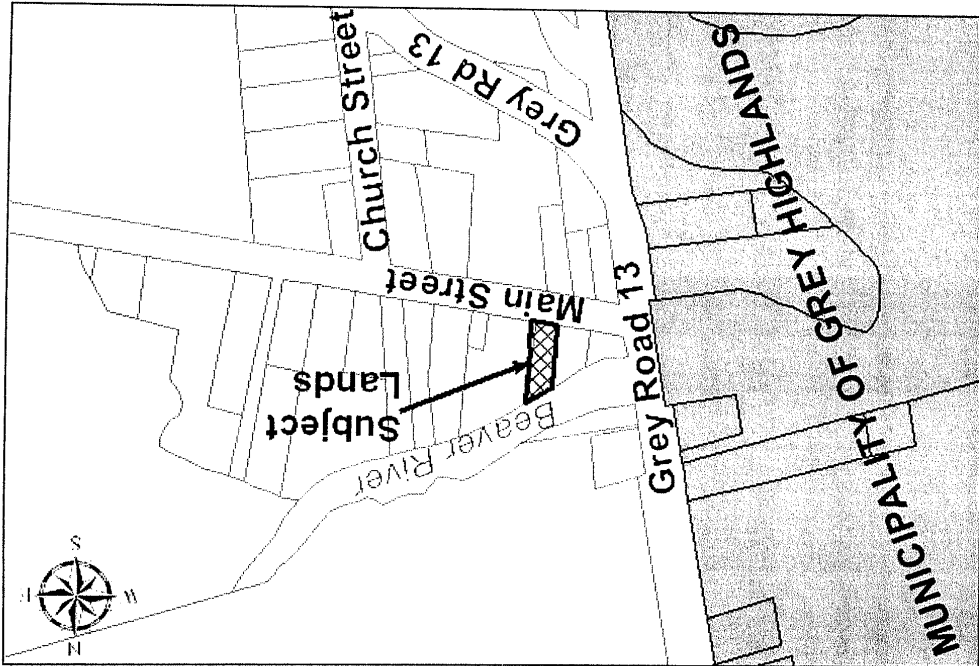 Church Street
Grey Rd 13
Main Street
Subject
Lands
Beaver River
Grey Road 13
MUNICIPALITY OF GREY HIGHLANDS
N
W
E
S